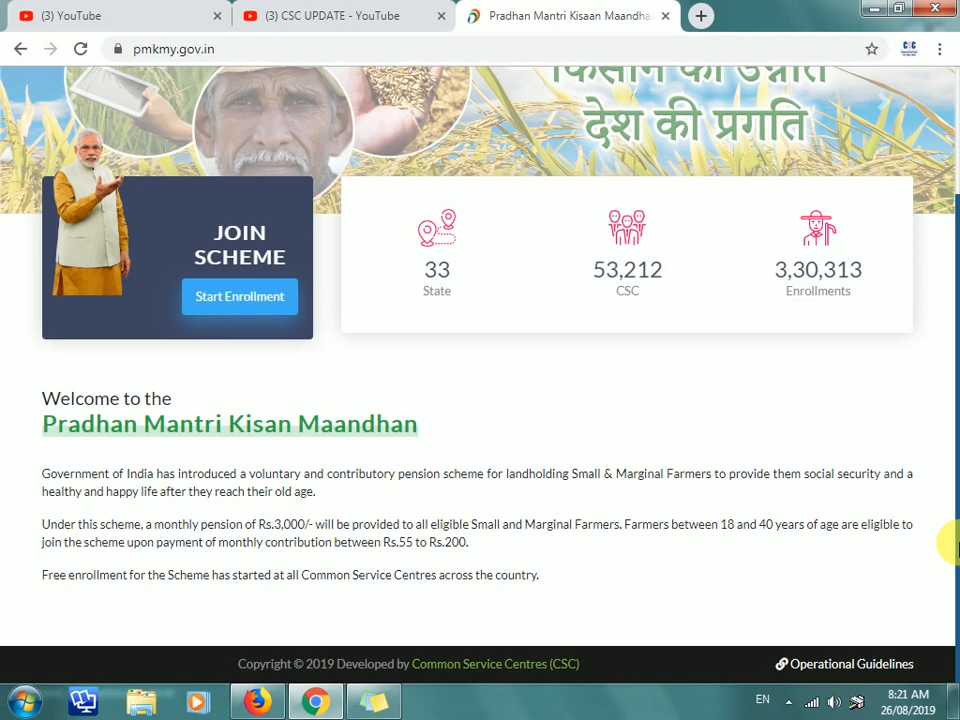 (3) YouTube
(3) CSC UPDATE - YouTube
Pradhan Mantri Kisaan Maandha
pmkmy.gov.in
किसान की उन्नति
देश की प्रगति
JOIN
SCHEME
Start Enrollment
33
State
53,212
CSC
3,30,313
Enrollments
Welcome to the
Pradhan Mantri Kisan Maandhan
Government of India has introduced a voluntary and contributory pension scheme for landholding Small & Marginal Farmers to provide them social security and a
healthy and happy life after they reach their old age.
Under this scheme, a monthly pension of Rs.3,000/- will be provided to all eligible Small and Marginal Farmers. Farmers between 18 and 40 years of age are eligible to
join the scheme upon payment of monthly contribution between Rs.55 to Rs.200.
Free enrollment for the Scheme has started at all Common Service Centres across the country.
Copyright © 2019 Developed by Common Service Centres (CSC)
Operational Guidelines
EN
8:21 AM
26/08/2019